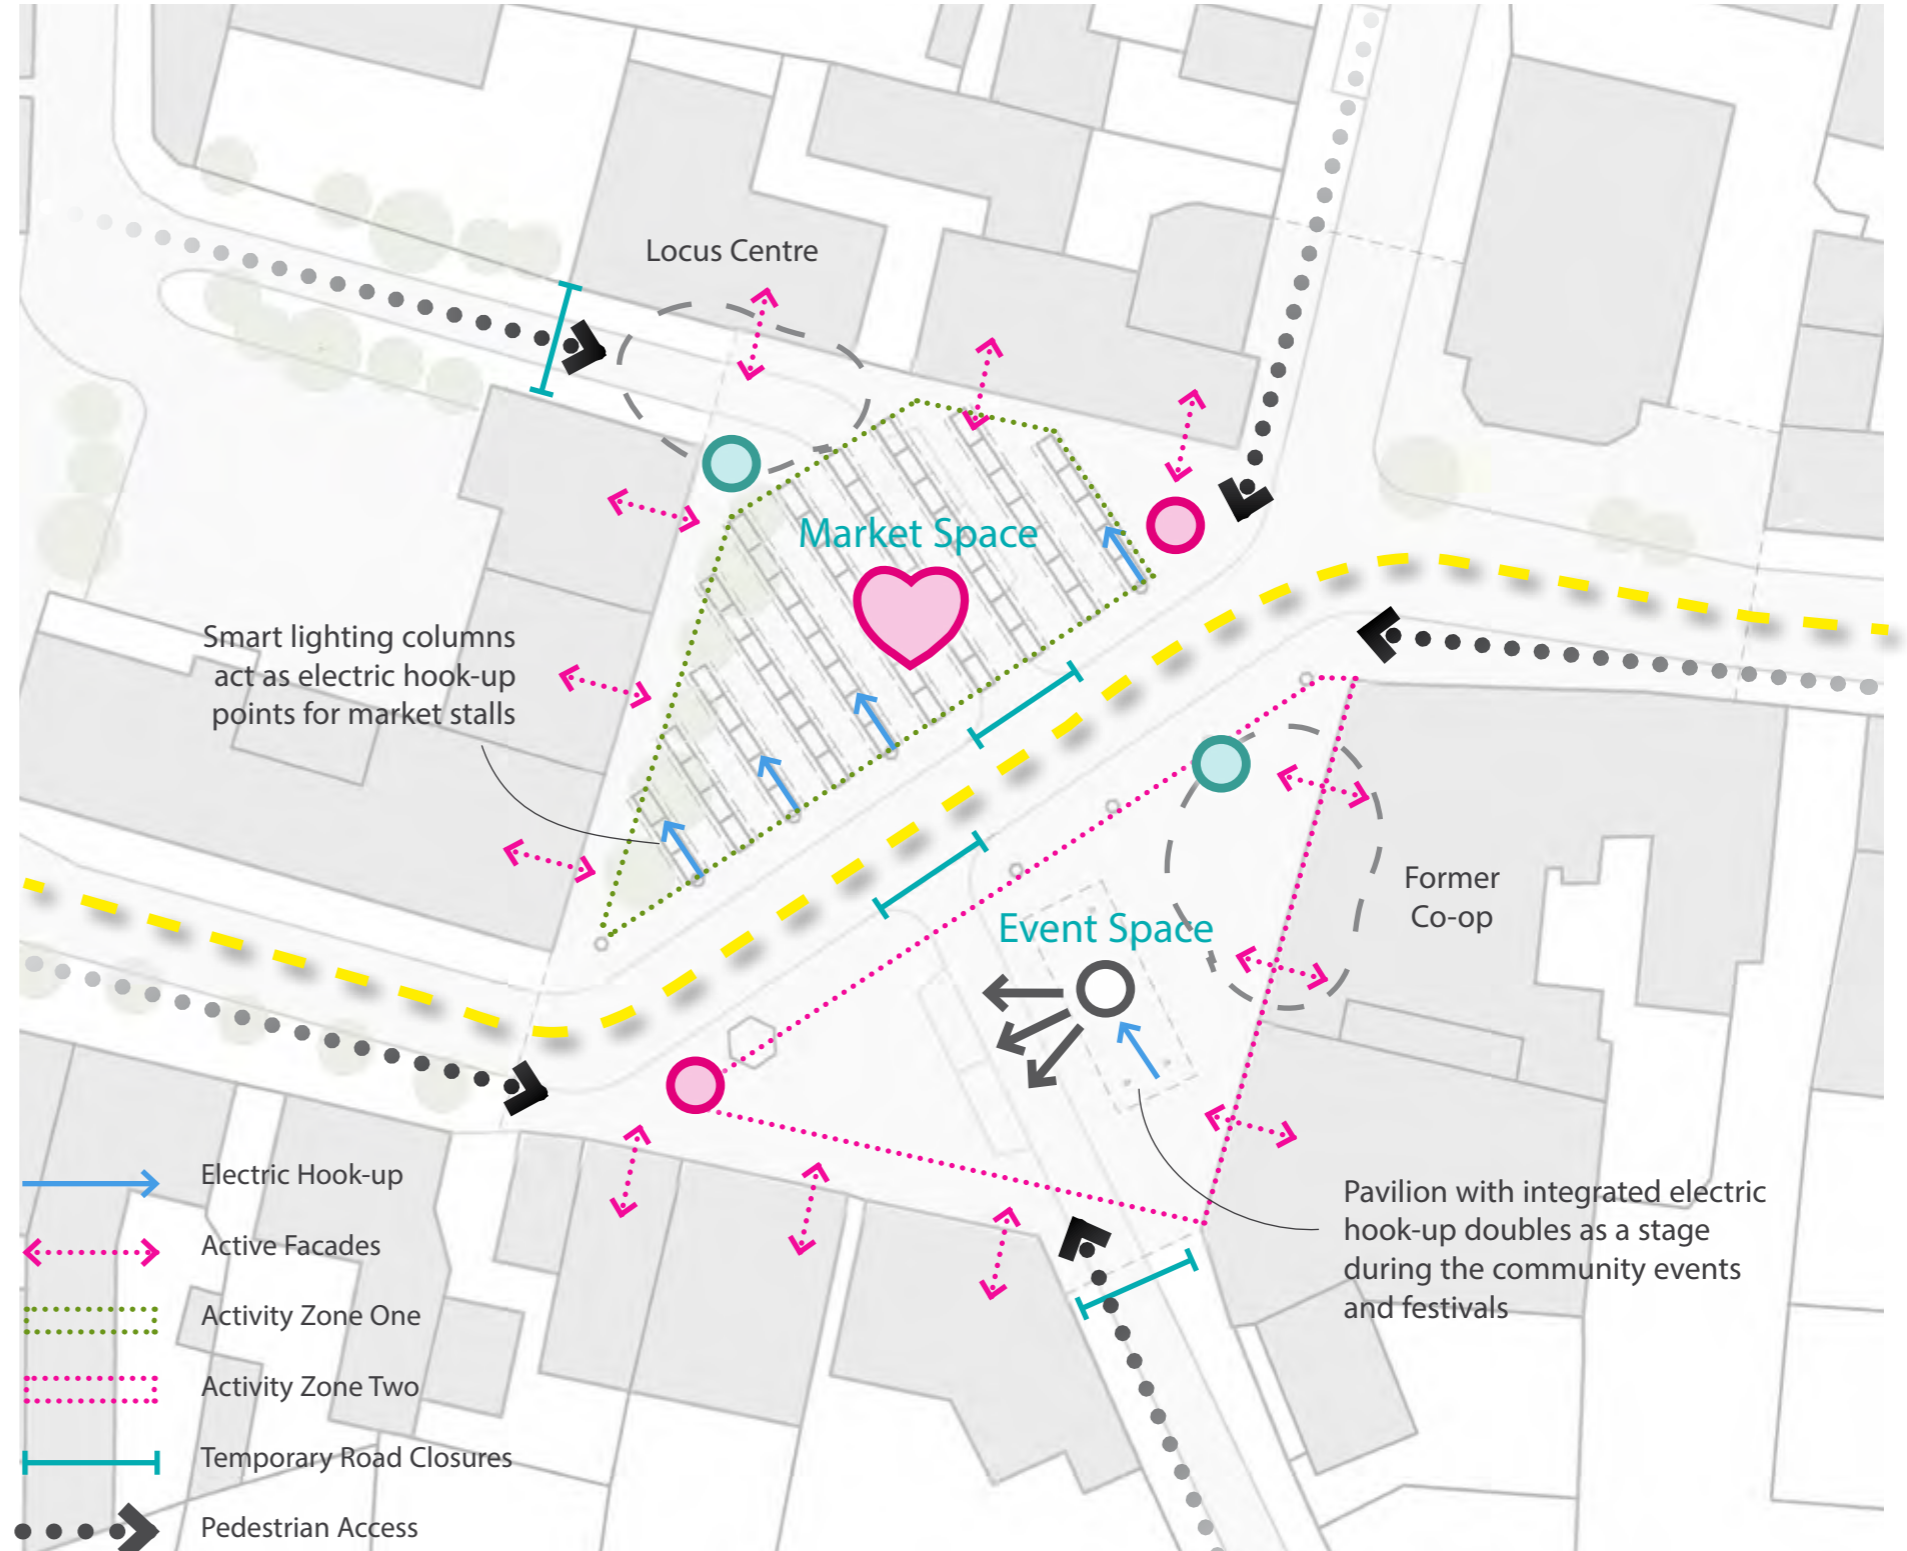 Locus Centre
Market Space
Smart lighting columns
act as electric hook-up
points for market stalls
Former
Co-op
Event Space
Pavilion with integrated electric
hook-up doubles as a stage
during the community events
and festivals
Electric Hook-up
Active Facades
Activity Zone One
Activity Zone Two
Temporary Road Closures
Pedestrian Access